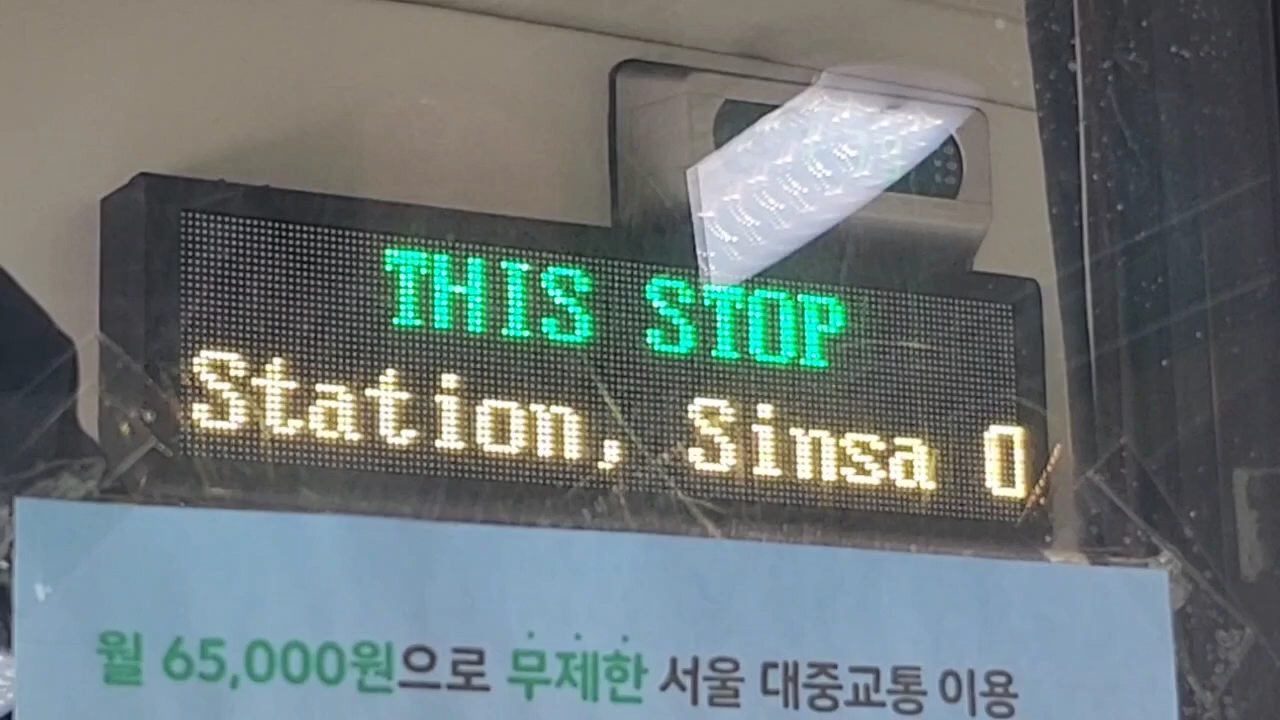 THIS STOP
Station, Sinsa
월 65,000원으로 무제한 서울 대중교통 이용